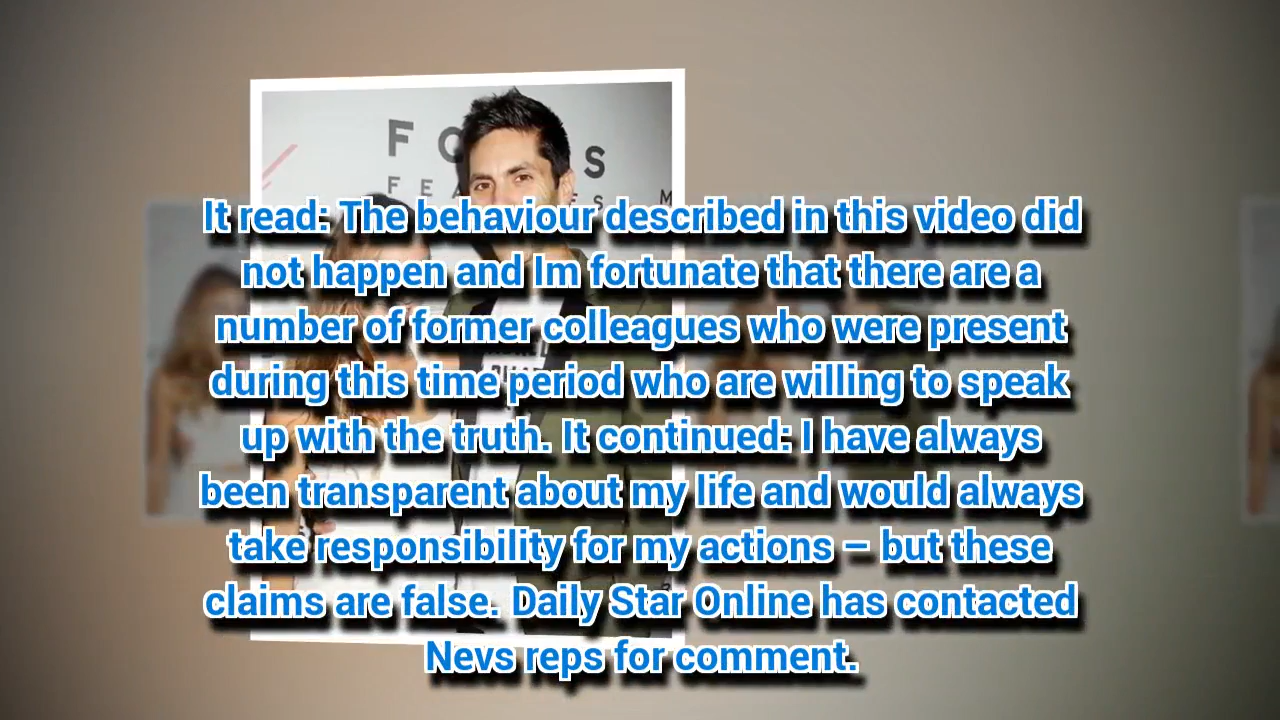 FO S
FEA ES M
It read: The behaviour described in this video did
not happen and Im fortunate that there are a
number of former colleagues who were present
during this time period who are willing to speak
up with the truth. It continued: I have always
been transparent about my life and would always
take responsibility for my actions – but these
claims are false. Daily Star Online has contacted
Nevs reps for comment.